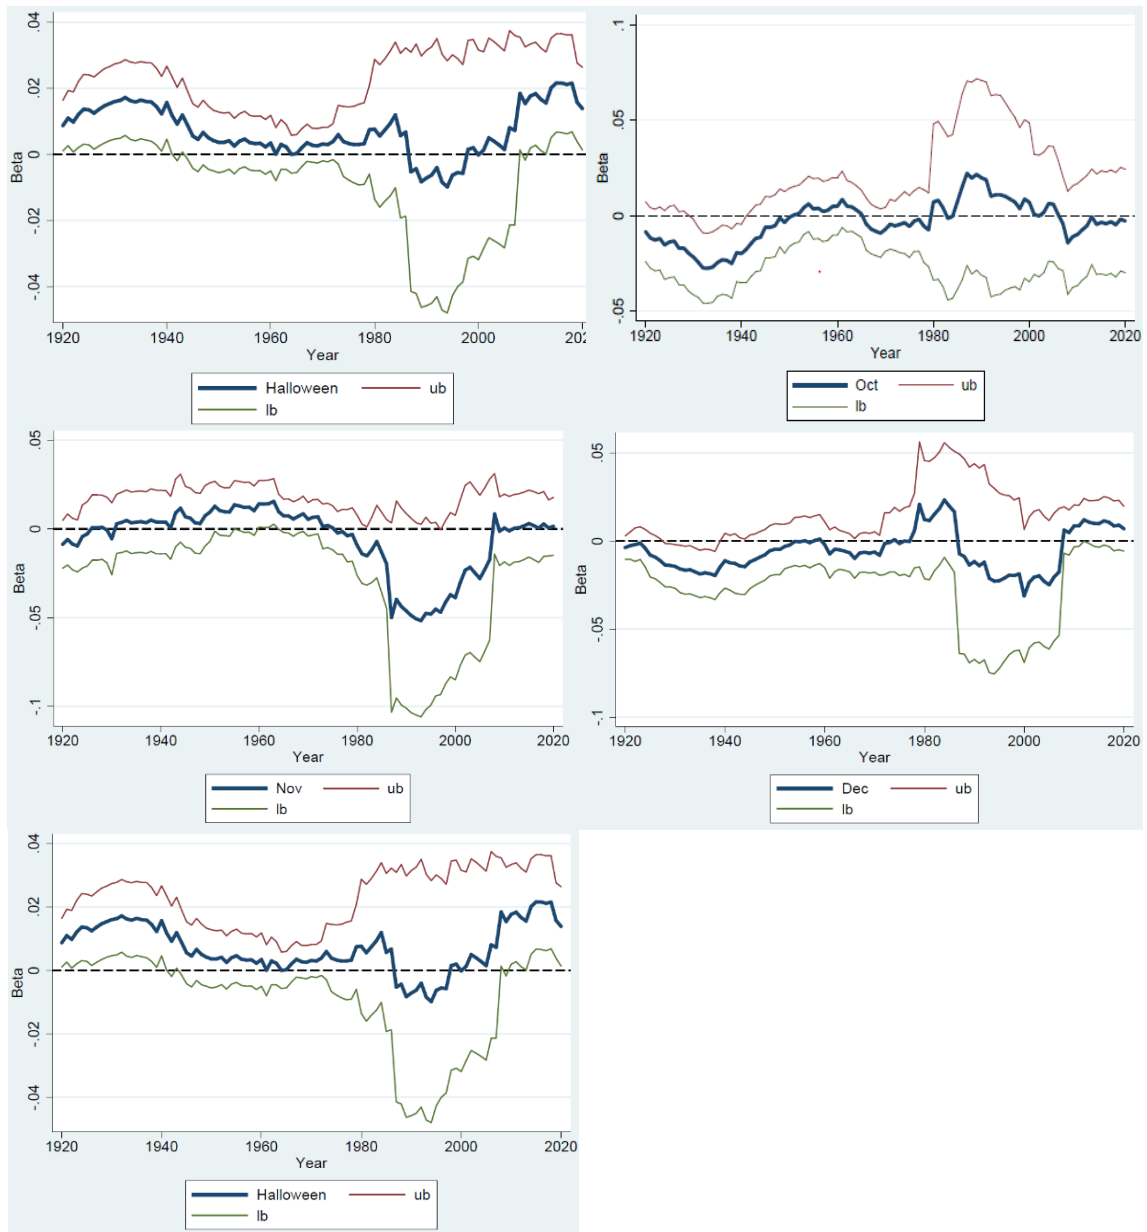 .04
.02
0
-.02
-.04
Beta
1920 1940 1960 1980 2000 202
Year
Halloween ub
lb
.1
.05
0
-.05
Beta
1920 1940 1960 1980 2000 2020
Year
Oct ub
lb
.05
0
-.05
-.1
Beta
1920 1940 1960 1980 2000 2020
Year
Nov ub
lb
.05
0
-.05
-.1
Beta
1920 1940 1960 1980 2000 2020
Year
Dec ub
lb
.04
.02
0
-.02
-.04
Beta
1920 1940 1960 1980 2000 2020
Year
Halloween ub
lb